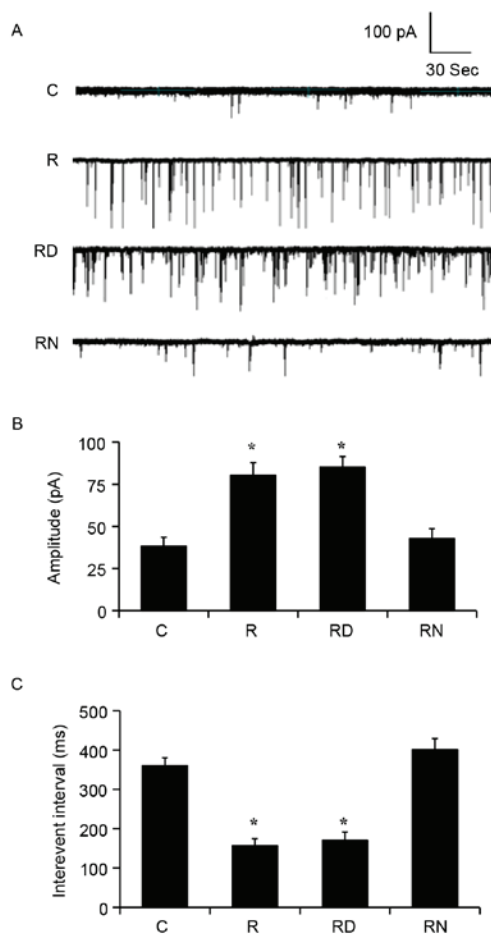 A
100 pA
30 Sec
C
R
RD
RN
B
Amplitude (pA)
100
75
50
25
0
* *
C R RD RN
C
Interevent interval (ms)
500
400
300
200
100
0
* *
C R RD RN